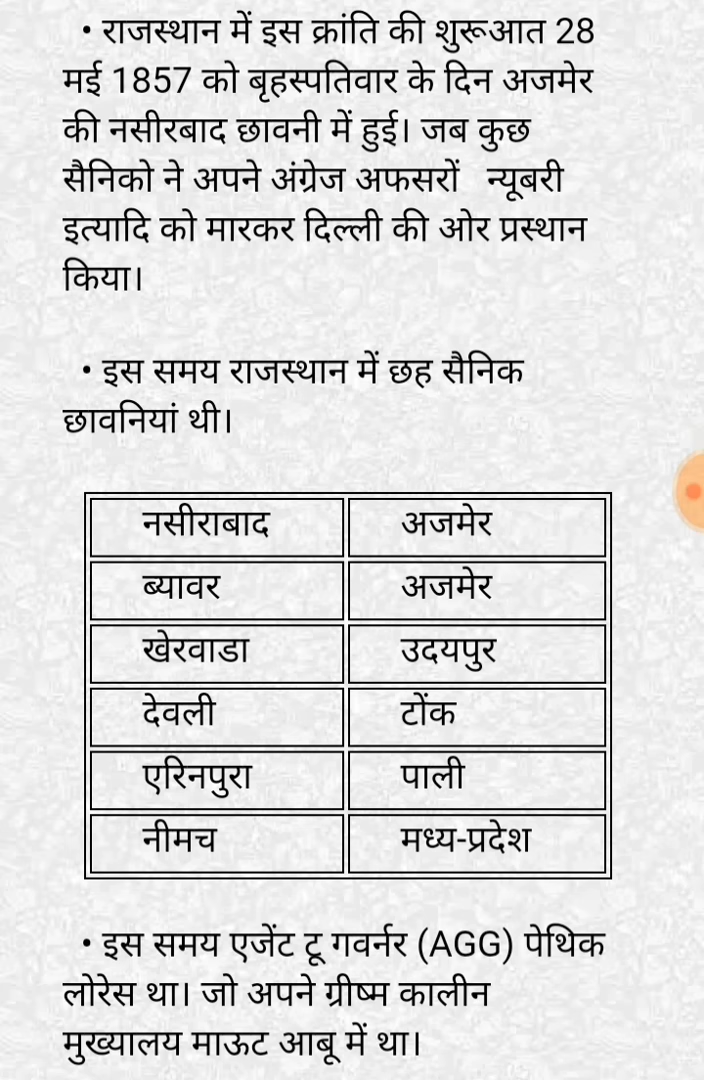 • राजस्थान में इस क्रांति की शुरूआत 28
मई 1857 को बृहस्पतिवार के दिन अजमेर
की नसीरबाद छावनी में हुई। जब कुछ
सैनिको ने अपने अंग्रेज अफसरों न्यूबरी
इत्यादि को मारकर दिल्ली की ओर प्रस्थान
किया।
• इस समय राजस्थान में छह सैनिक
छावनियां थी।
नसीराबाद अजमेर
ब्यावर अजमेर
खेरवाडा उदयपुर
देवली टोंक
एरिनपुरा पाली
नीमच मध्य-प्रदेश
• इस समय एजेंट टू गवर्नर (AGG) पेथिक
लोरेस था। जो अपने ग्रीष्म कालीन
मुख्यालय माऊट आबू में था।